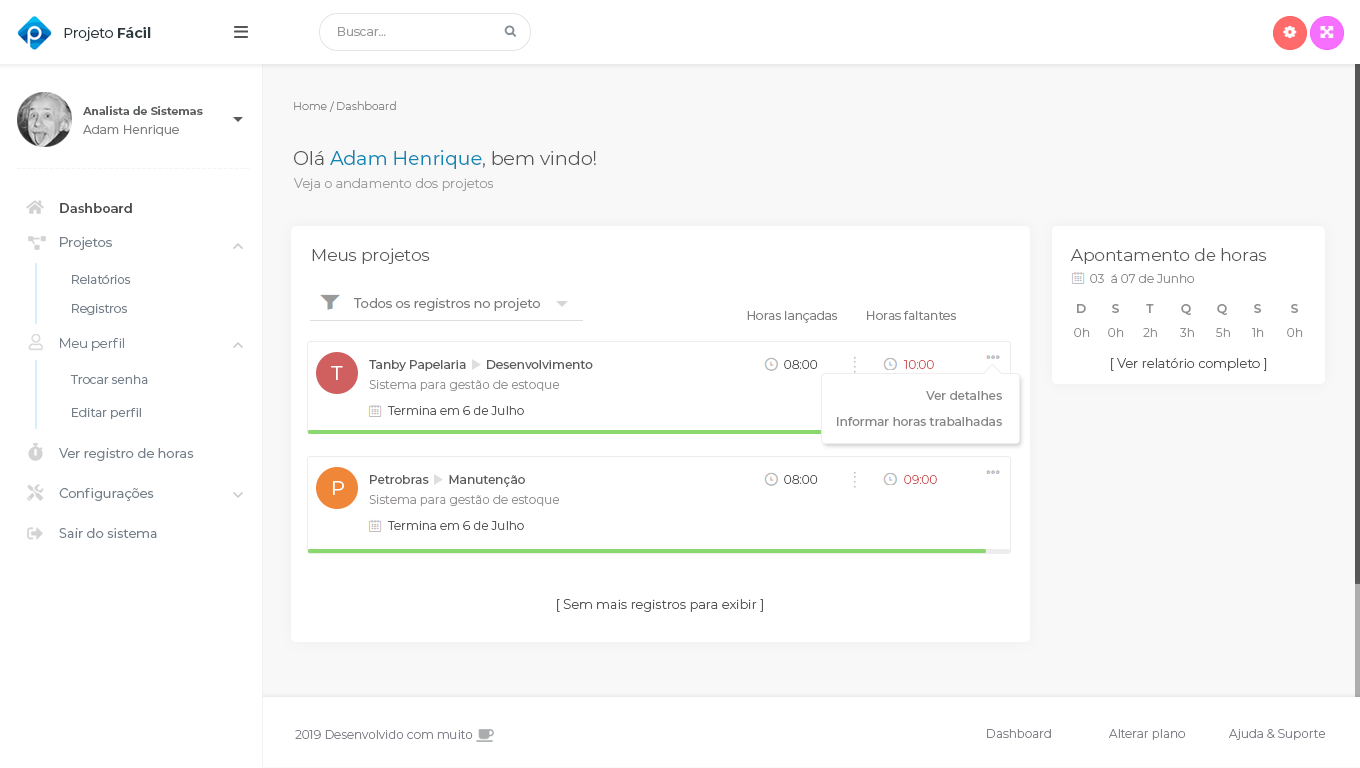 Projeto Fácil
Buscar...
Analista de Sistemas
Adam Henrique
Dashboard
Projetos
Relatórios
Registros
Meu perfil
Trocar senha
Editar perfil
Ver registro de horas
Configurações
Sair do sistema
Home / Dashboard
Olá Adam Henrique, bem vindo!
Veja o andamento dos projetos
Meus projetos
Todos os registros no projeto
Horas lançadas
Horas faltantes
T
Tanby Papelaria Desenvolvimento
08:00
10:00
Sistema para gestão de estoque
Termina em 6 de Julho
Ver detalhes
Informar horas trabalhadas
P
Petrobras Manutenção
08:00
09:00
Sistema para gestão de estoque
Termina em 6 de Julho
[ Sem mais registros para exibir ]
Apontamento de horas
03 á 07 de Junho
D S T Q Q S S
0h 0h 2h 3h 5h 1h 0h
[ Ver relatório completo ]
2019 Desenvolvido com muito
Dashboard
Alterar plano
Ajuda & Suporte